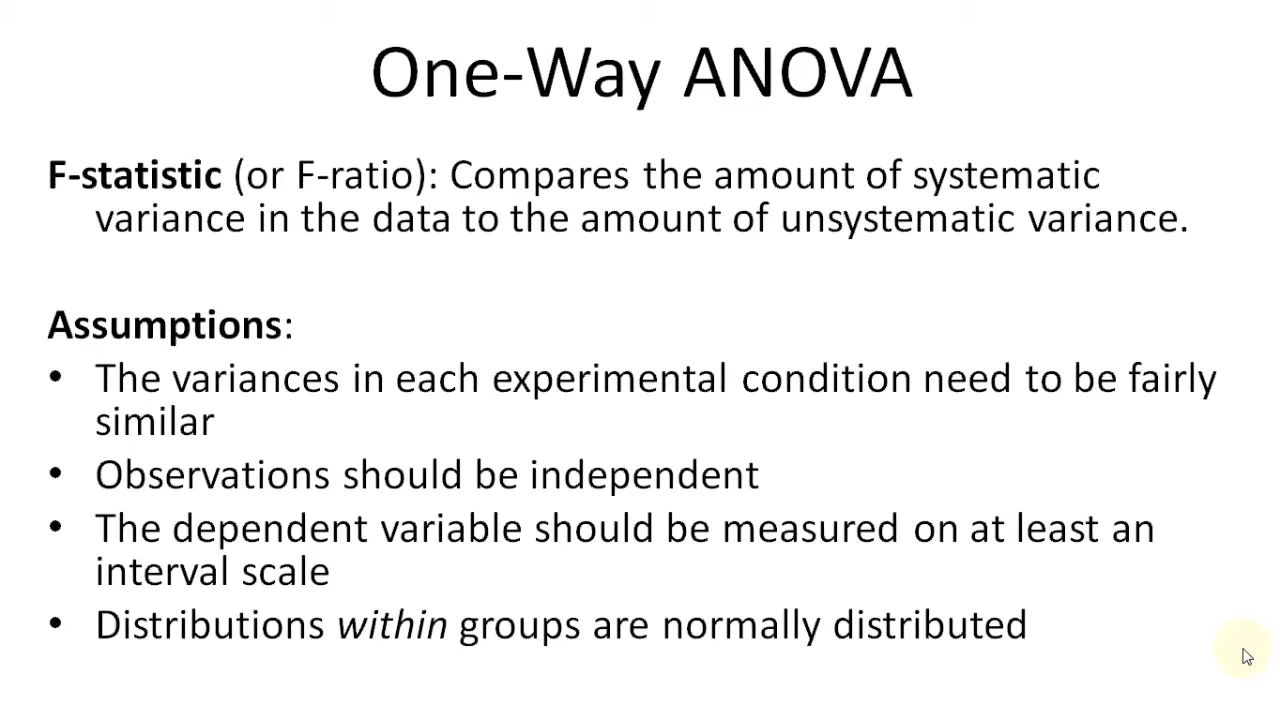 One-Way ANOVA
F-statistic (or F-ratio): Compares the amount of systematic
variance in the data to the amount of unsystematic variance.
Assumptions:
• The variances in each experimental condition need to be fairly
similar
• Observations should be independent
• The dependent variable should be measured on at least an
interval scale
• Distributions within groups are normally distributed